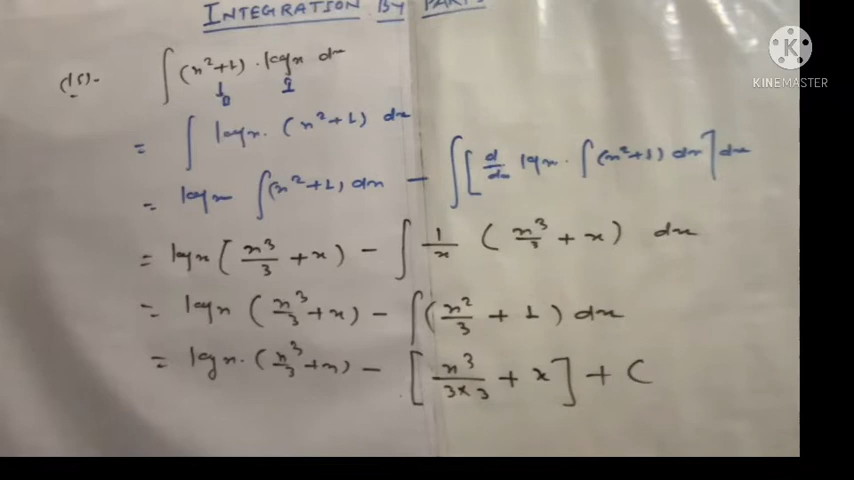 INTEGRATION BY PARTS
KINEMASTER
(15). ∫ (x²+1) . log x dx
= ∫ log x . (x²+1) dx
= log x ∫ (x²+1) dx − ∫ [ d/dx log x . ∫ (x²+1) dx ] dx
= log x [ x³/3 + x ) − ∫ 1/x ( x³/3 + x ) dx
= log x ( x³/3 + x ) − ∫ ( x²/3 + 1 ) dx
= log x . ( x³/3 + x ) − [ x³/3×3 + x ] + C